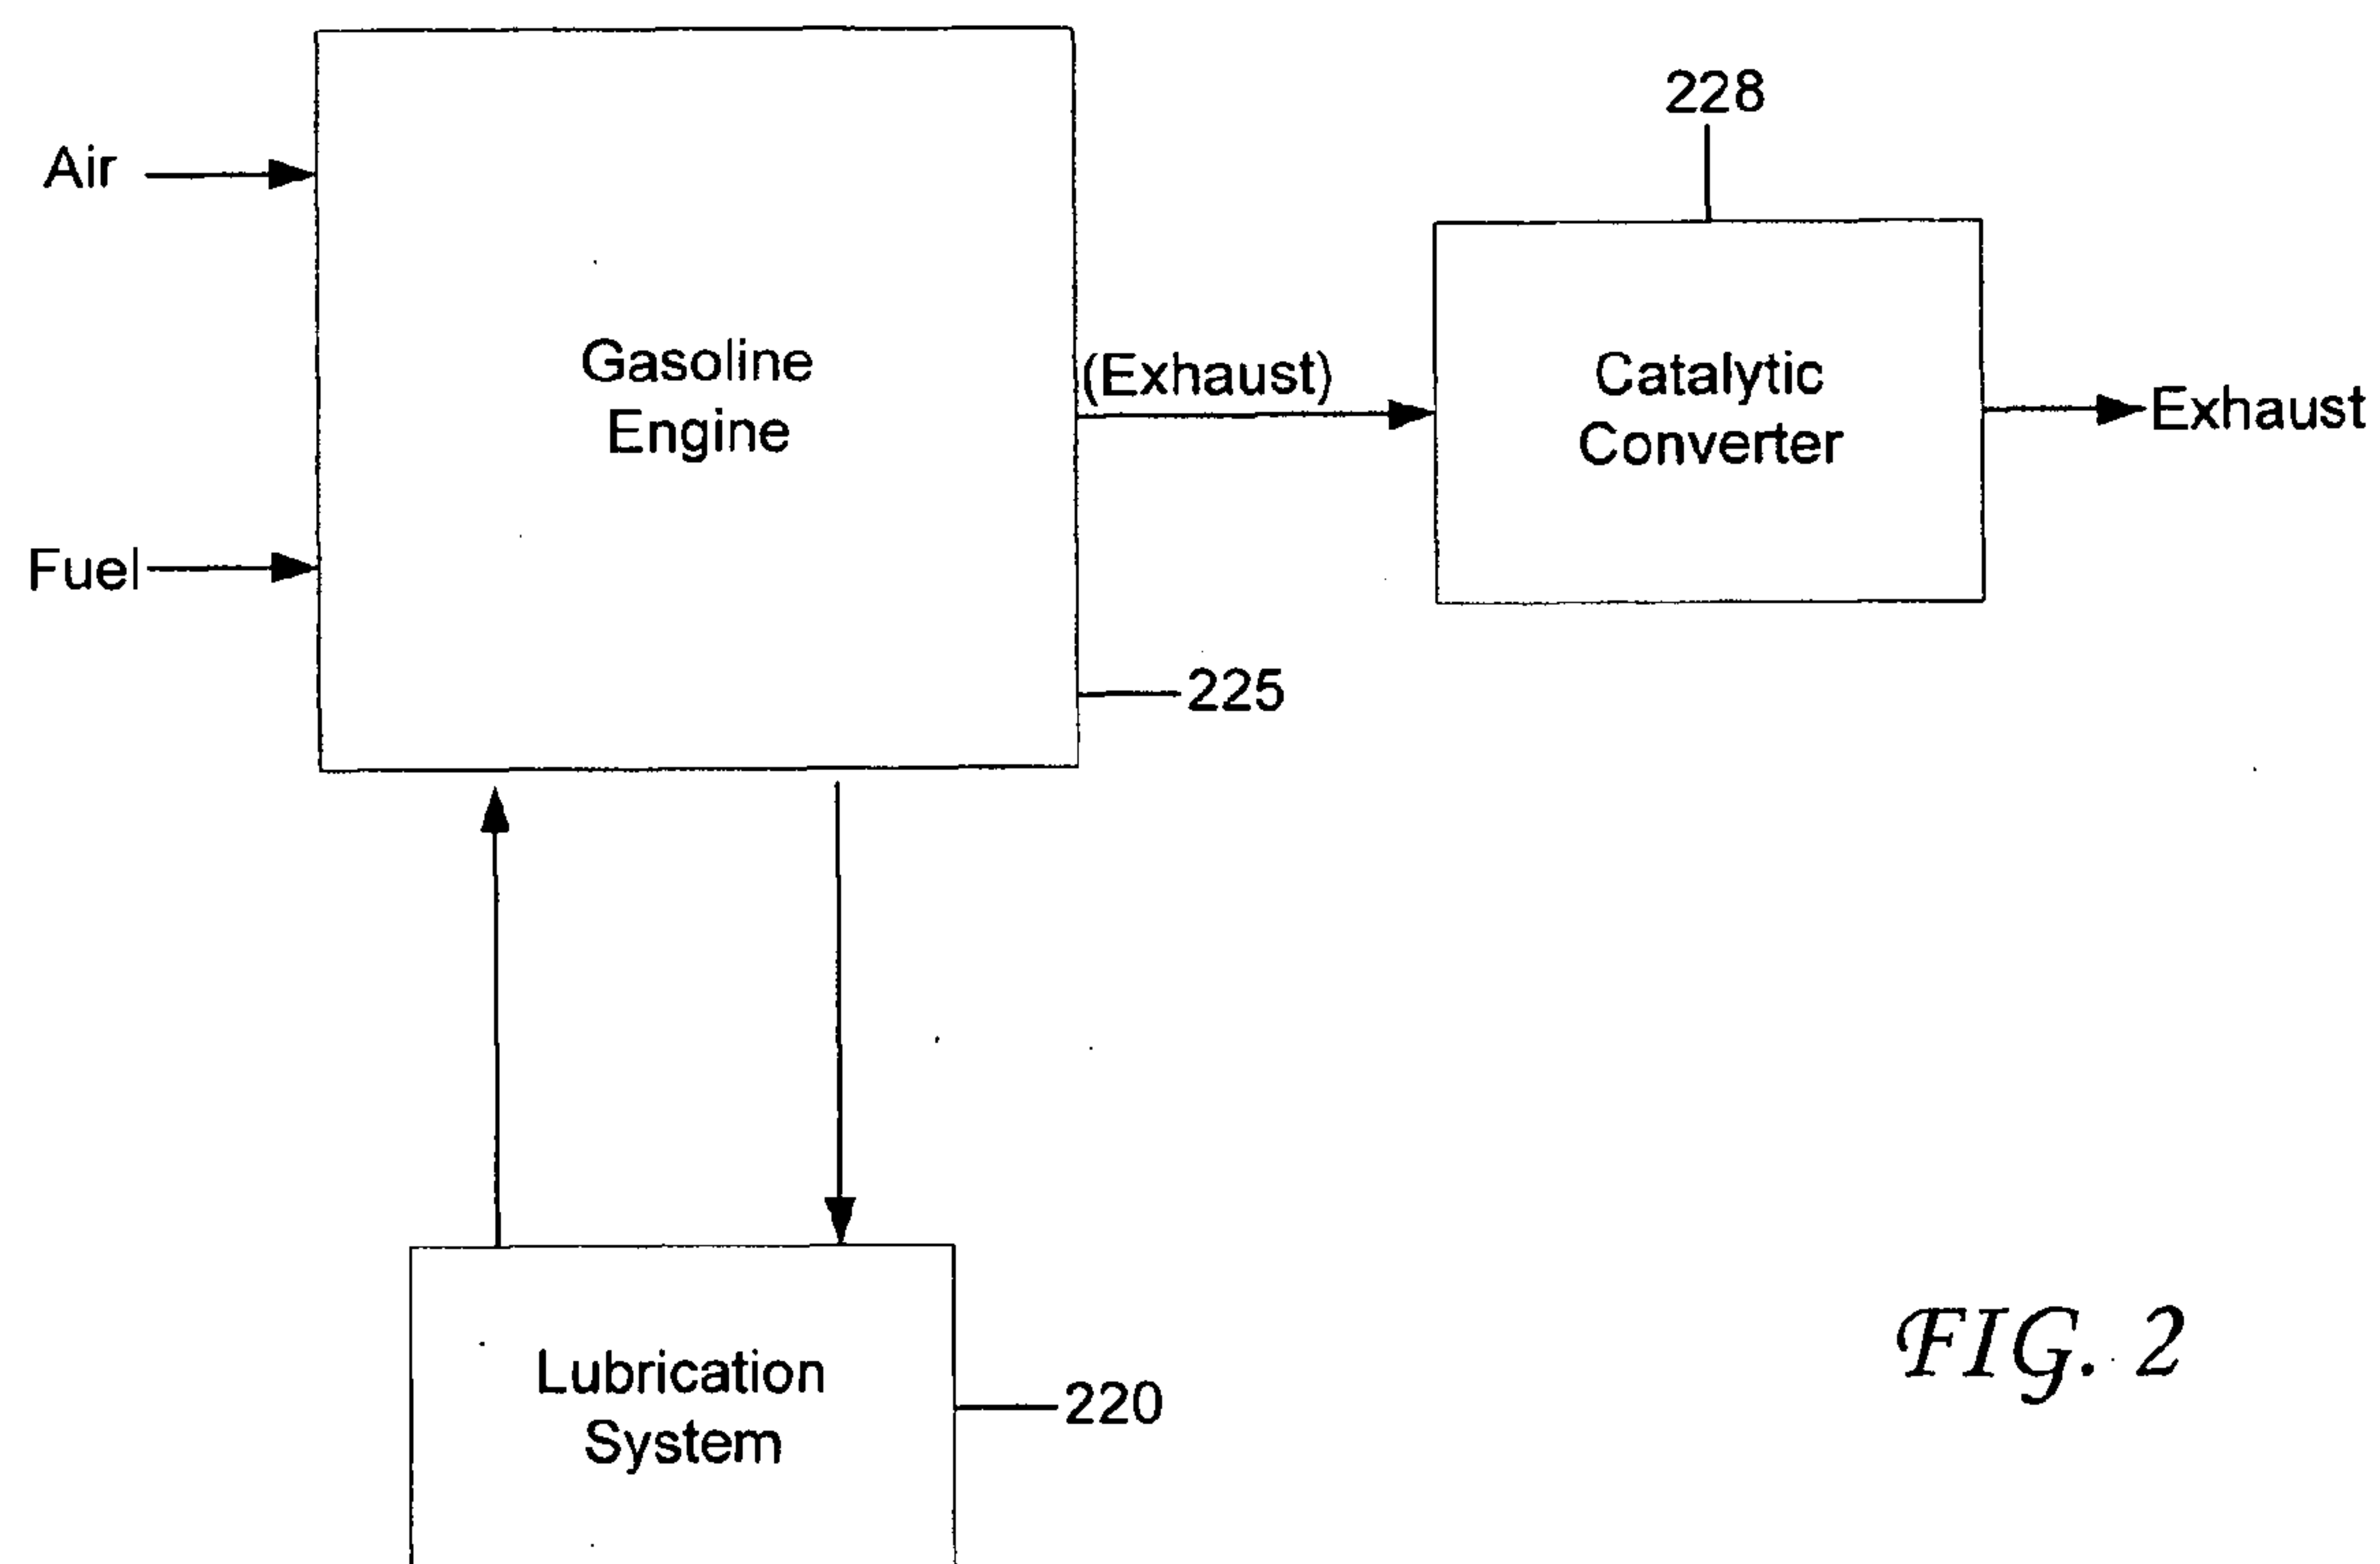 228
Air
Gasoline
Engine
(Exhaust)
Catalytic
Converter
Exhaust
Fuel
225
Lubrication
System
220
FIG. 2